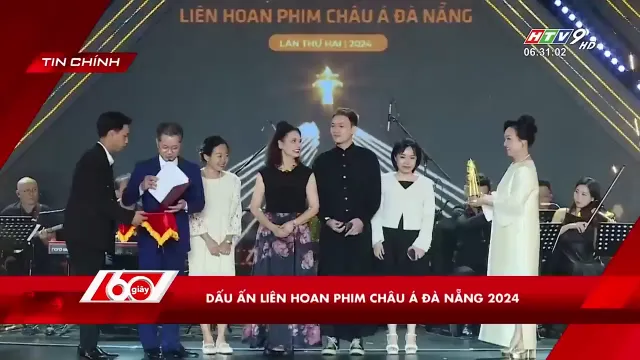 LIÊN HOAN PHIM CHÂU Á ĐÀ NẴNG
LẦN THỨ HAI | 2024
TIN CHÍNH
HTV9 HD
06:31:02
60 giây
DẤU ẤN LIÊN HOAN PHIM CHÂU Á ĐÀ NẴNG 2024